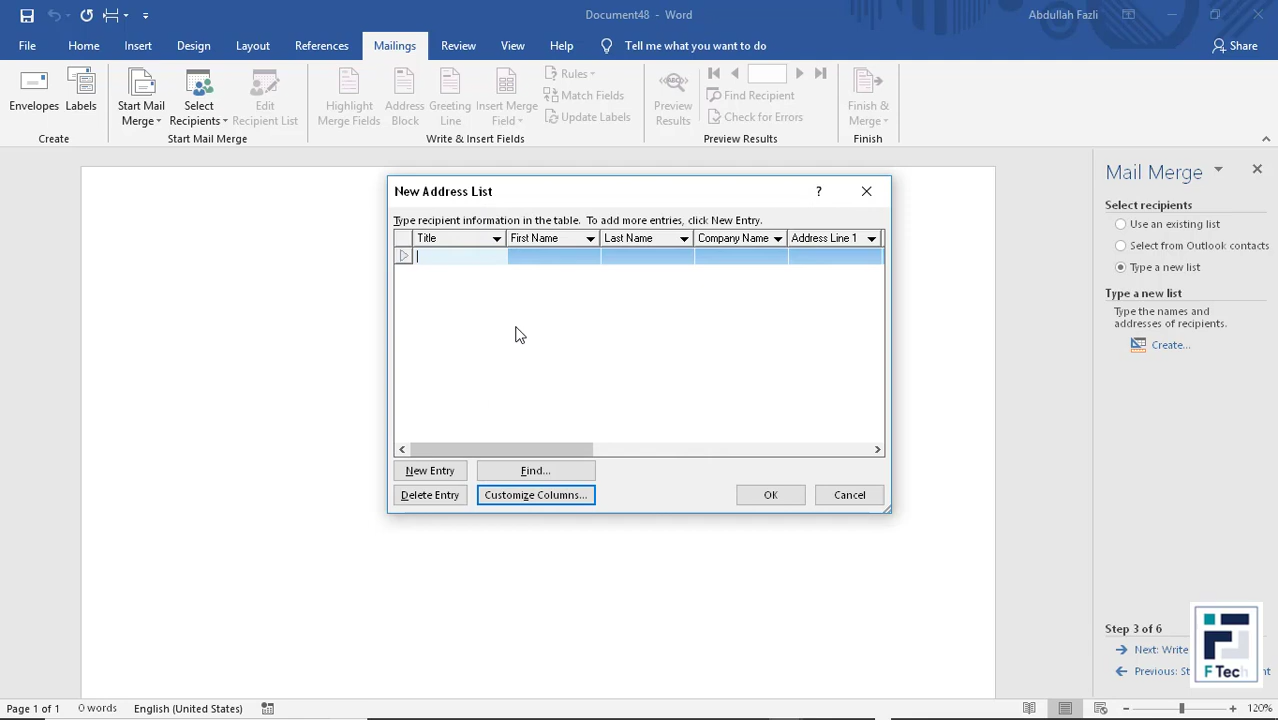 Document48 - Word
Abdullah Fazli
File Home Insert Design Layout References Mailings Review View Help Tell me what you to do Share
Envelopes Labels
Create
Start Mail Merge
Select Recipients
Edit Recipient List
Start Mail Merge
Highlight Merge Fields
Address Block
Greeting Line
Insert Merge Field
Rules
Match Fields
Update Labels
Write & Insert Fields
Preview Results
Find Recipient
Check for Errors
Preview Results
Finish & Merge
Finish
New Address List
?
Type recipient information in the table. To add more entries, click New Entry.
Title First Name Last Name Company Name Address Line 1
New Entry Find...
Delete Entry Customize Columns... OK Cancel
Mail Merge
Select recipients
Use an existing list
Select from Outlook contacts
Type a new list
Type a new list
Type the names and
addresses of recipients.
Create...
Step 3 of 6
Next: Write
Previous:
F Tech
Page 1 of 1 0 words English (United States) 120%